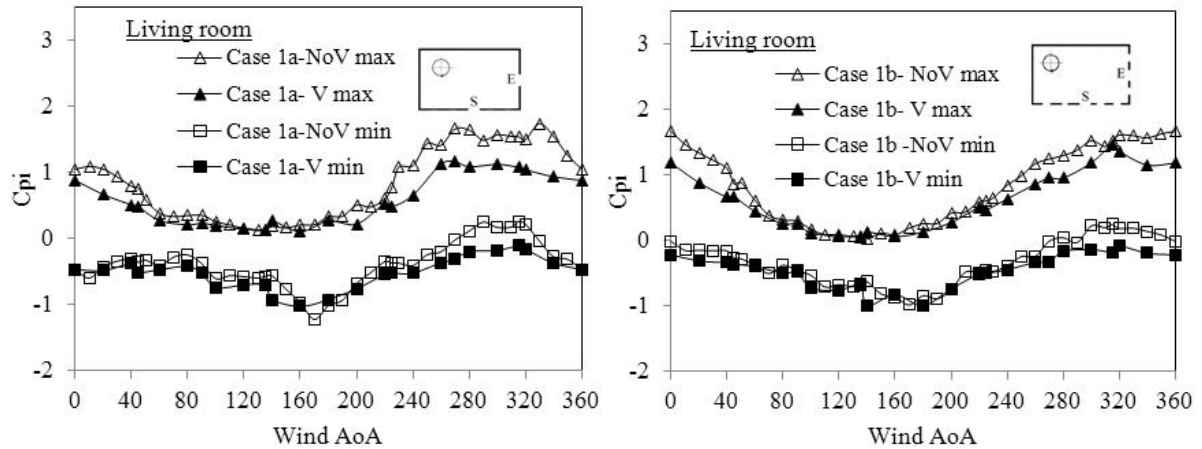 3
2
1
0
-1
-2
Cpi
Living room
Case 1a-NoV max
Case 1a- V max
Case 1a-NoV min
Case 1a-V min
E
S
0 40 80 120 160 200 240 280 320 360
Wind AoA
3
2
1
0
-1
-2
Cpi
Living room
Case 1b- NoV max
Case 1b- V max
Case 1b -NoV min
Case 1b-V min
E
S
0 40 80 120 160 200 240 280 320 360
Wind AoA